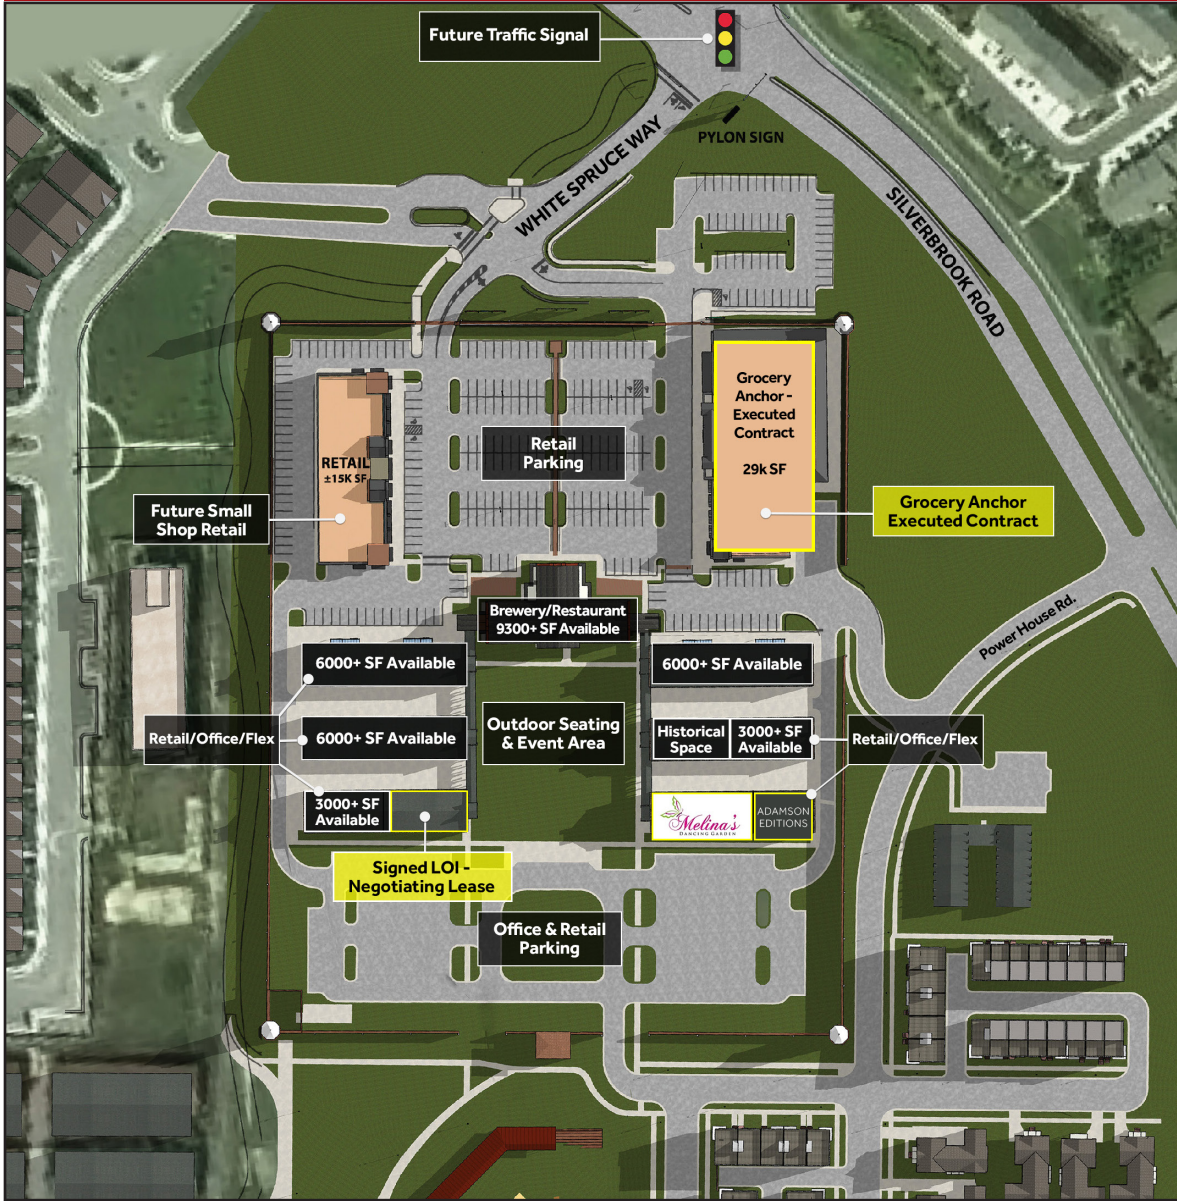 Future Traffic Signal
PYLON SIGN
WHITE SPRUCE WAY
SILVERBROOK ROAD
Grocery
Anchor -
Executed
Contract
29k SF
Retail
Parking
RETAIL
±15K SF
Future Small
Shop Retail
Grocery Anchor
Executed Contract
Brewery/Restaurant
9300+ SF Available
Power House Rd.
6000+ SF Available
6000+ SF Available
Retail/Office/Flex
6000+ SF Available
Outdoor Seating
& Event Area
Historical
Space
3000+ SF
Available
Retail/Office/Flex
3000+ SF
Available
Melina's
DANCING GARDEN
ADAMSON
EDITIONS
Signed LOI -
Negotiating Lease
Office & Retail
Parking